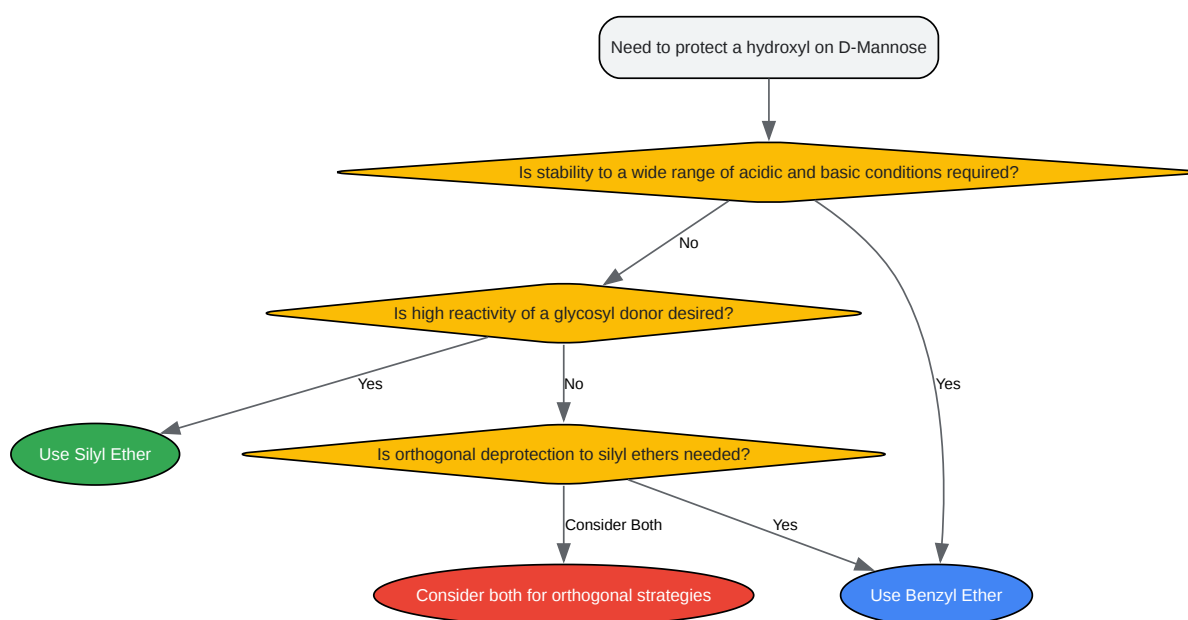 Need to protect a hydroxyl on D-Mannose
Is stability to a wide range of acidic and basic conditions required?
No
Is high reactivity of a glycosyl donor desired?
Yes
No
Yes
Use Silyl Ether
Is orthogonal deprotection to silyl ethers needed?
Consider Both
Yes
Consider both for orthogonal strategies
Use Benzyl Ether